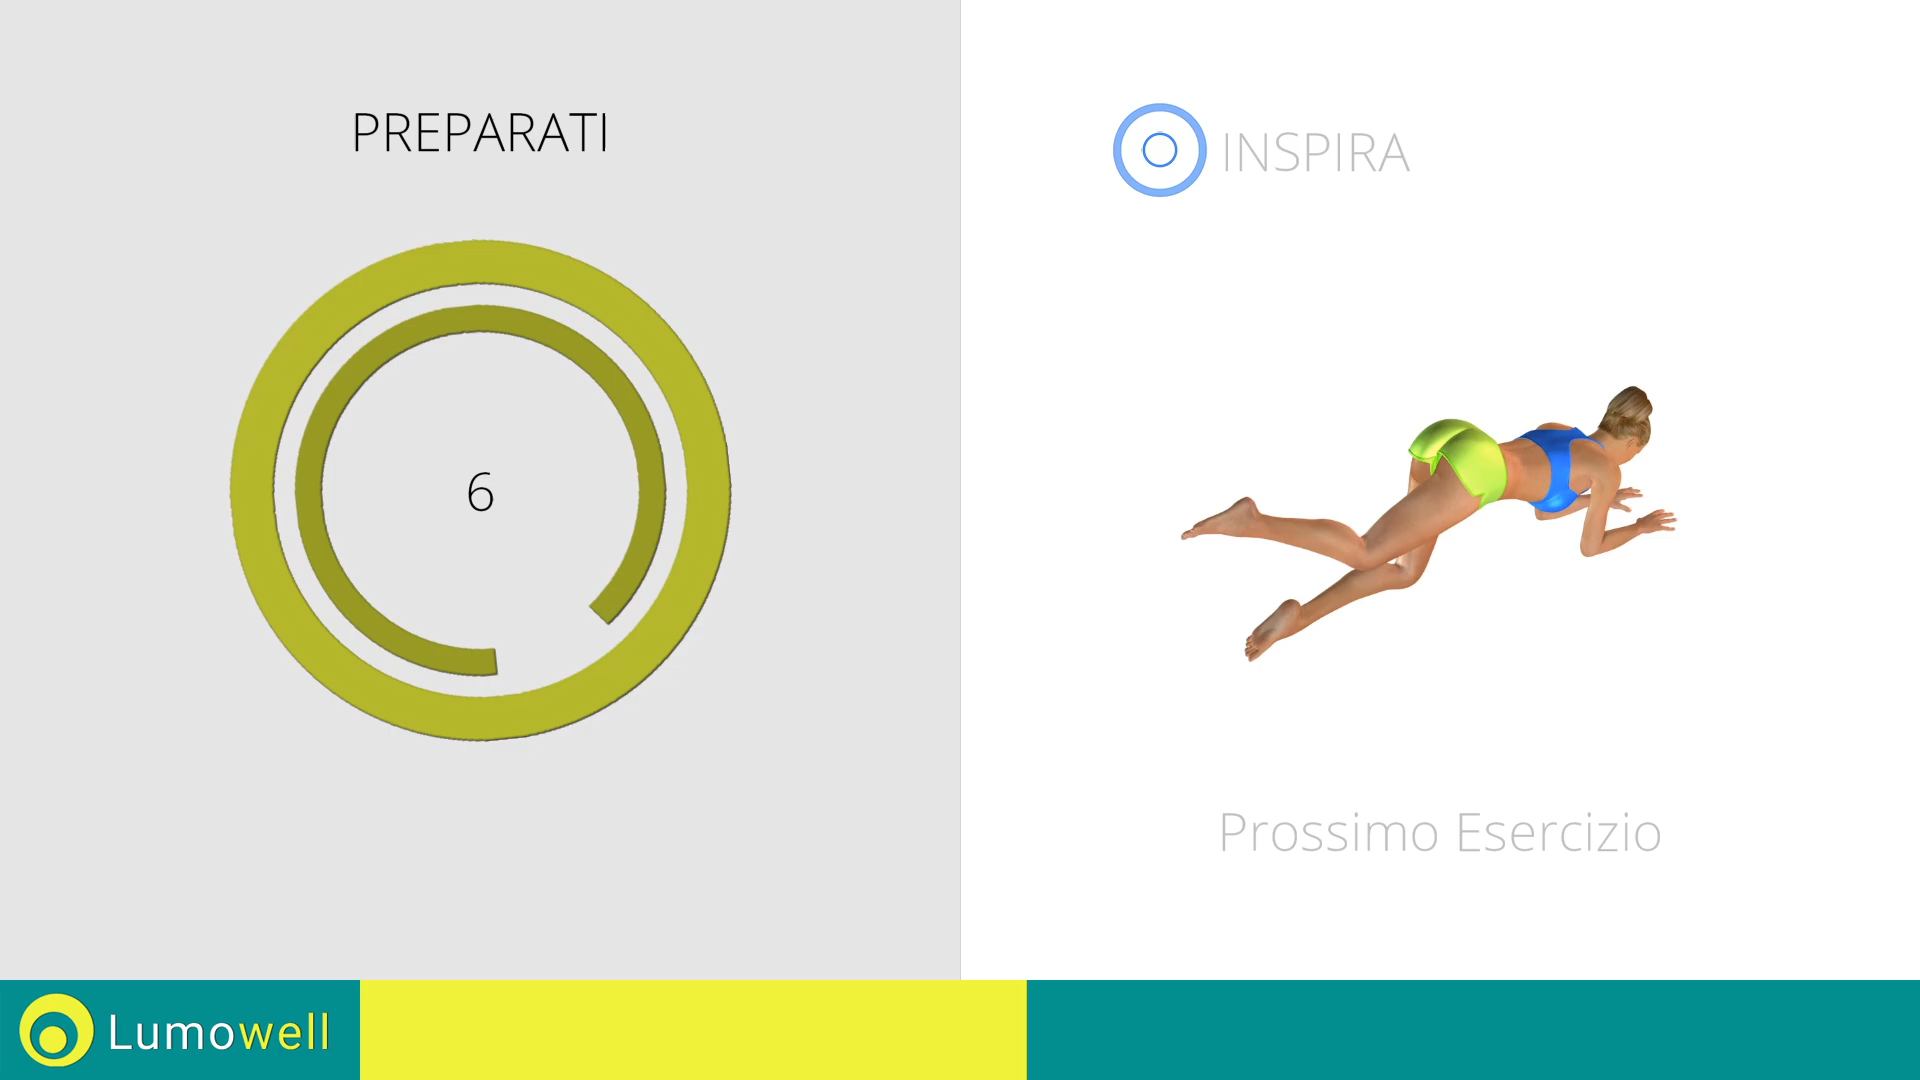 PREPARATI
6
INSPIRA
Prossimo Esercizio
Lumowell